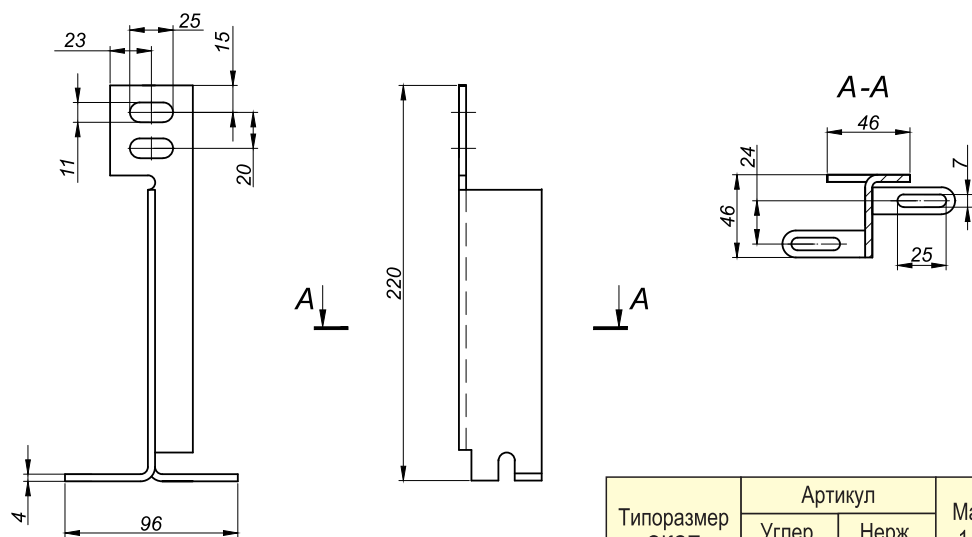 23
25
15
11
20
4
96
220
A
A
A-A
46
24
7
46
25
Артикул
Типоразмер
Углер
Нерж